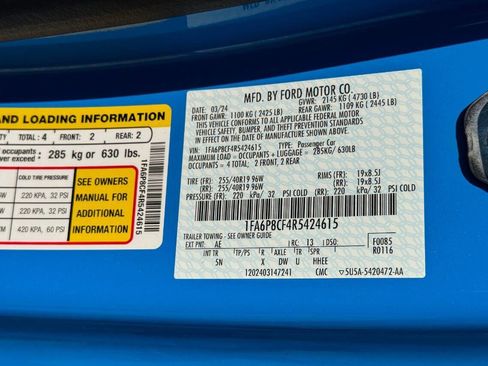 AND LOADING INFORMATION
TOTAL : 4 FRONT: 2 REAR: 2
occupants
ver exceed 285 kg or 630 lbs.
220 KPA, 32 PSI
220 KPA, 32 PSI
420 KPA, 60 PSI
SEE OWNERS
MANUAL FOR
ADDITIONAL
INFORMATION
1FA6P8CF4R5424615
MFD. BY FORD MOTOR CO.
03/24 GVWR: 2145 KG ( 4730 LB)
FRONT GAWR: 1100 KG ( 2425 LB) REAR GAWR: 1109 KG ( 2445 LB)
THIS VEHICLE CONFORMS TO ALL APPLICABLE FEDERAL MOTOR
VEHICLE SAFETY, BUMPER, AND THEFT PREVENTION STANDARDS
IN EFFECT ON THE DATE OF MANUFACTURE SHOWN ABOVE.
VIN: 1FA6P8CF4R5424615 TYPE: Passenger Car
MAXIMUM LOAD = OCCUPANTS + LUGGAGE = 285KG/ 630LB
OCCUPANTS = 4 TOTAL: 2 FRONT, 2 REAR
TIRE (FR): 255/40R19 96W RIM(FR): 19x8.5J
(RR): 255/40R19 96W (RR): 19x8.5J
PRESSURE(FR): 220 kPa/ 32 PSI COLD (RR): 220 kPa/ 32 PSI COLD
1FA6P8CF4R5424615
TRAILER TOWING - SEE OWNER GUIDE
EXT PNT: AE RC: 13 DSO: F0085
R0116
INT TR TP/PS R AXLE TR SPR
5N X D U HHEE
1202403147241 CMC ▽5U5A-5420472-AA